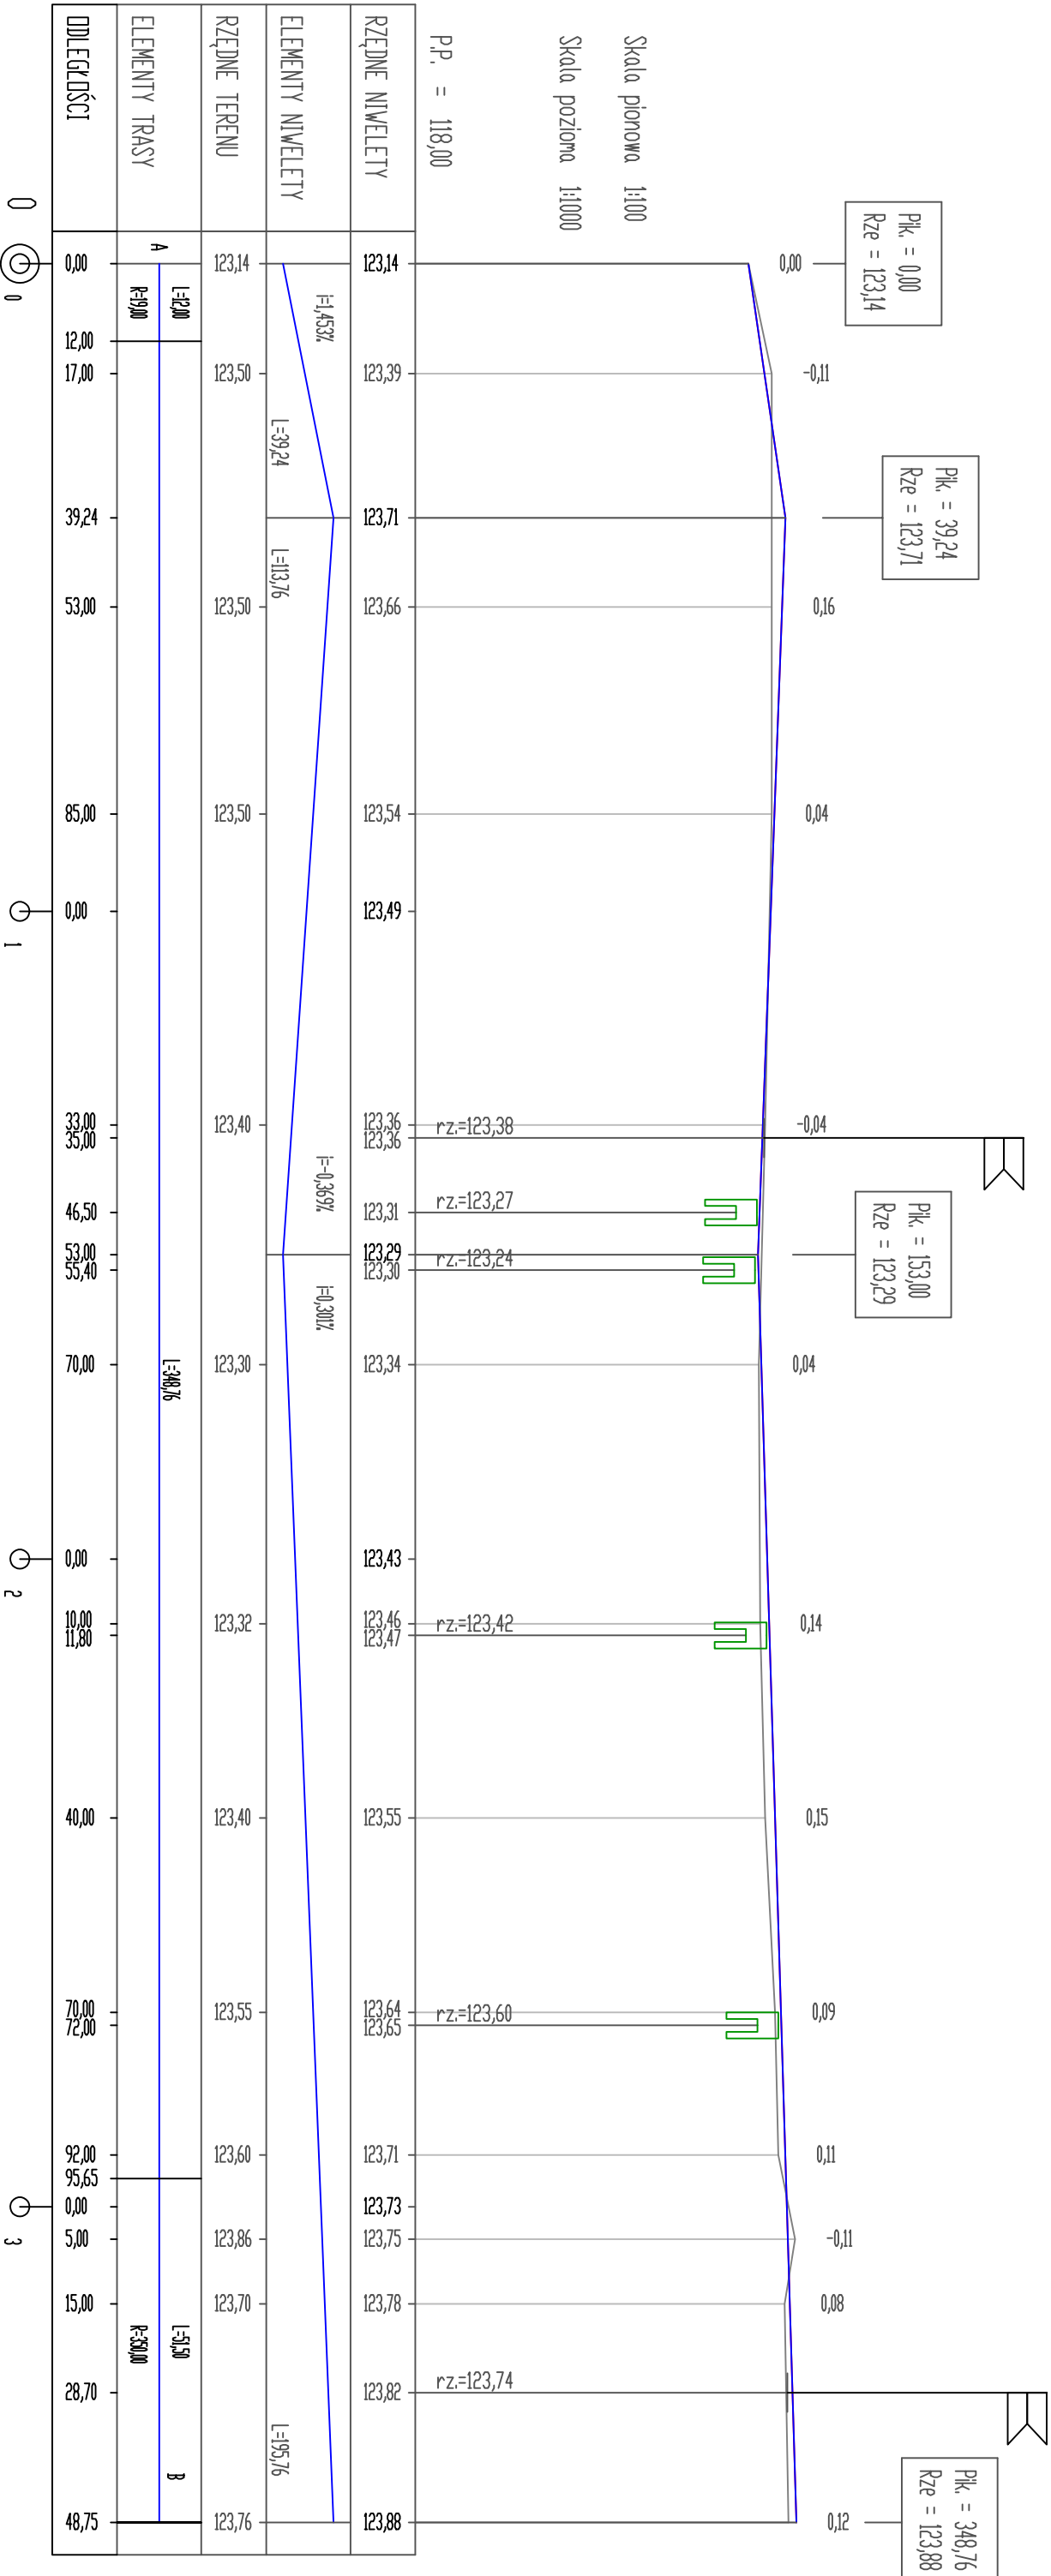 Pik. = 0,00
Rze = 123,14
Pik. = 39,24
Rze = 123,71
Pik. = 153,00
Rze = 123,29
Pik. = 348,76
Rze = 123,88
0,00 -0,11 0,16 0,04 -0,04 0,04 0,14 0,15 0,09 0,11 -0,11 0,08 0,12
Skala pionowa 1:100
Skala pozioma 1:1000
P.P. = 118,00
rz.=123,38 rz.=123,27 rz.=123,24 rz.=123,42 rz.=123,60 rz.=123,74
RZĘDNE NIWELETY 123,14 123,39 123,71 123,66 123,54 123,49 123,36 123,36 123,31 123,29 123,30 123,34 123,43 123,46 123,47 123,55 123,64 123,65 123,71 123,73 123,75 123,78 123,82 123,88
i=1,453% i=-0,369% i=0,301%
ELEMENTY NIWELETY L=39,24 L=113,76 L=195,76
RZĘDNE TERENU 123,14 123,50 123,50 123,50 123,40 123,30 123,32 123,40 123,55 123,60 123,86 123,70 123,76
L=12,00 L=348,76 L=51,50 B
ELEMENTY TRASY A R=19,00 R=350,00
ODLEGŁOŚCI 0,00 12,00 17,00 39,24 53,00 85,00 0,00 33,00 35,00 46,50 53,00 55,40 70,00 0,00 10,00 11,80 40,00 70,00 72,00 92,00 95,65 0,00 5,00 15,00 28,70 48,75
0 0 1 2 3